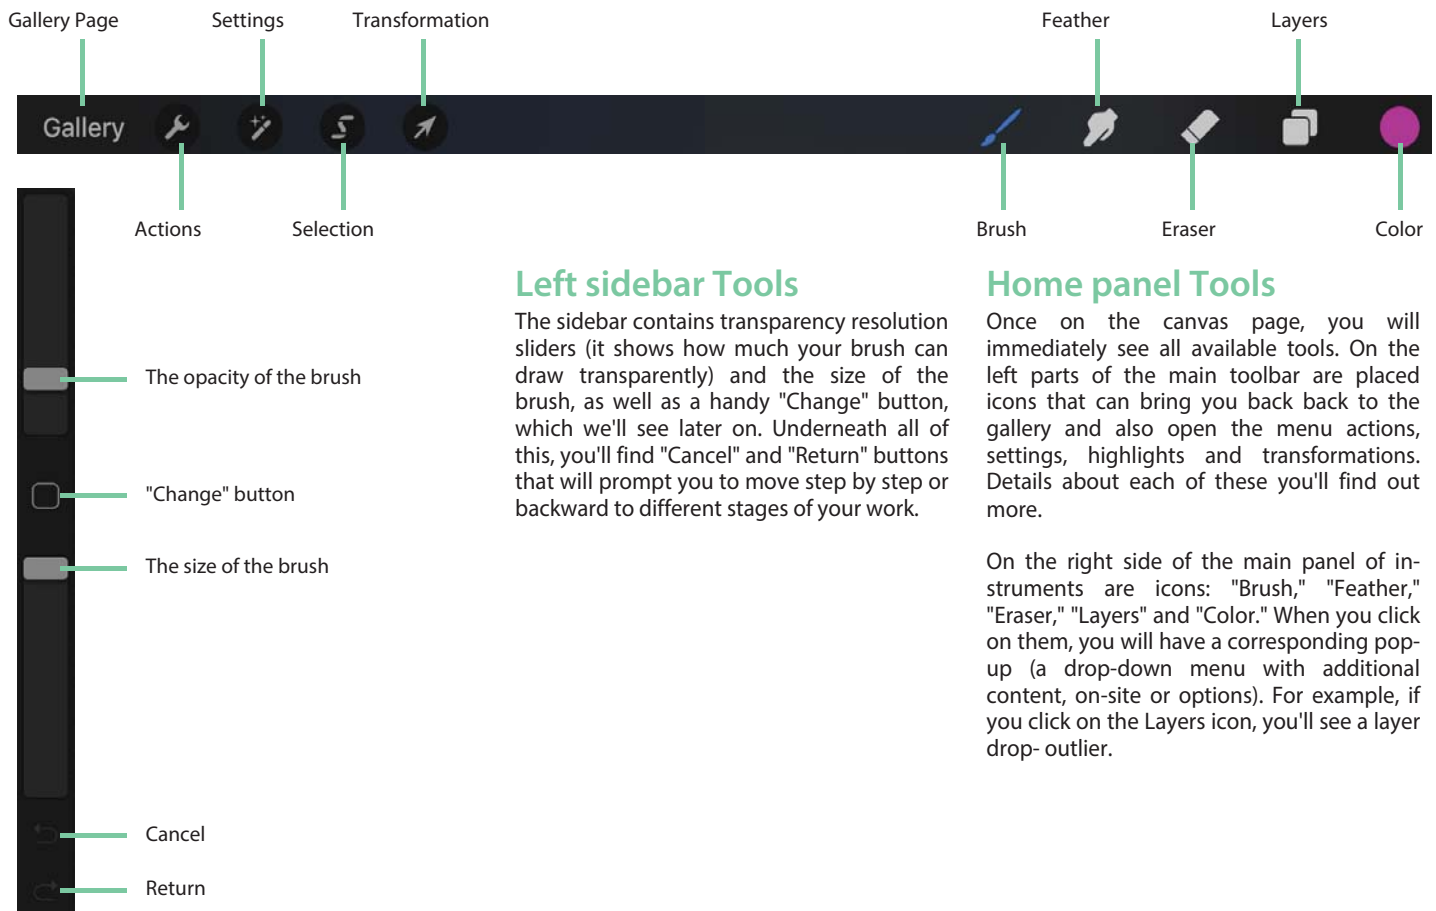 Gallery Page
Settings
Transformation
Feather
Layers
Gallery
Actions
Selection
Brush
Eraser
Color
The opacity of the brush
"Change" button
The size of the brush
Cancel
Return
Left sidebar Tools
The sidebar contains transparency resolution
sliders (it shows how much your brush can
draw transparently) and the size of the
brush, as well as a handy "Change" button,
which we'll see later on. Underneath all of
this, you'll find "Cancel" and "Return" buttons
that will prompt you to move step by step or
backward to different stages of your work.
Home panel Tools
Once on the canvas page, you will
immediately see all available tools. On the
left parts of the main toolbar are placed
icons that can bring you back back to the
gallery and also open the menu actions,
settings, highlights and transformations.
Details about each of these you'll find out
more.
On the right side of the main panel of in-
struments are icons: "Brush," "Feather,"
"Eraser," "Layers" and "Color." When you click
on them, you will have a corresponding pop-
up (a drop-down menu with additional
content, on-site or options). For example, if
you click on the Layers icon, you'll see a layer
drop- outlier.